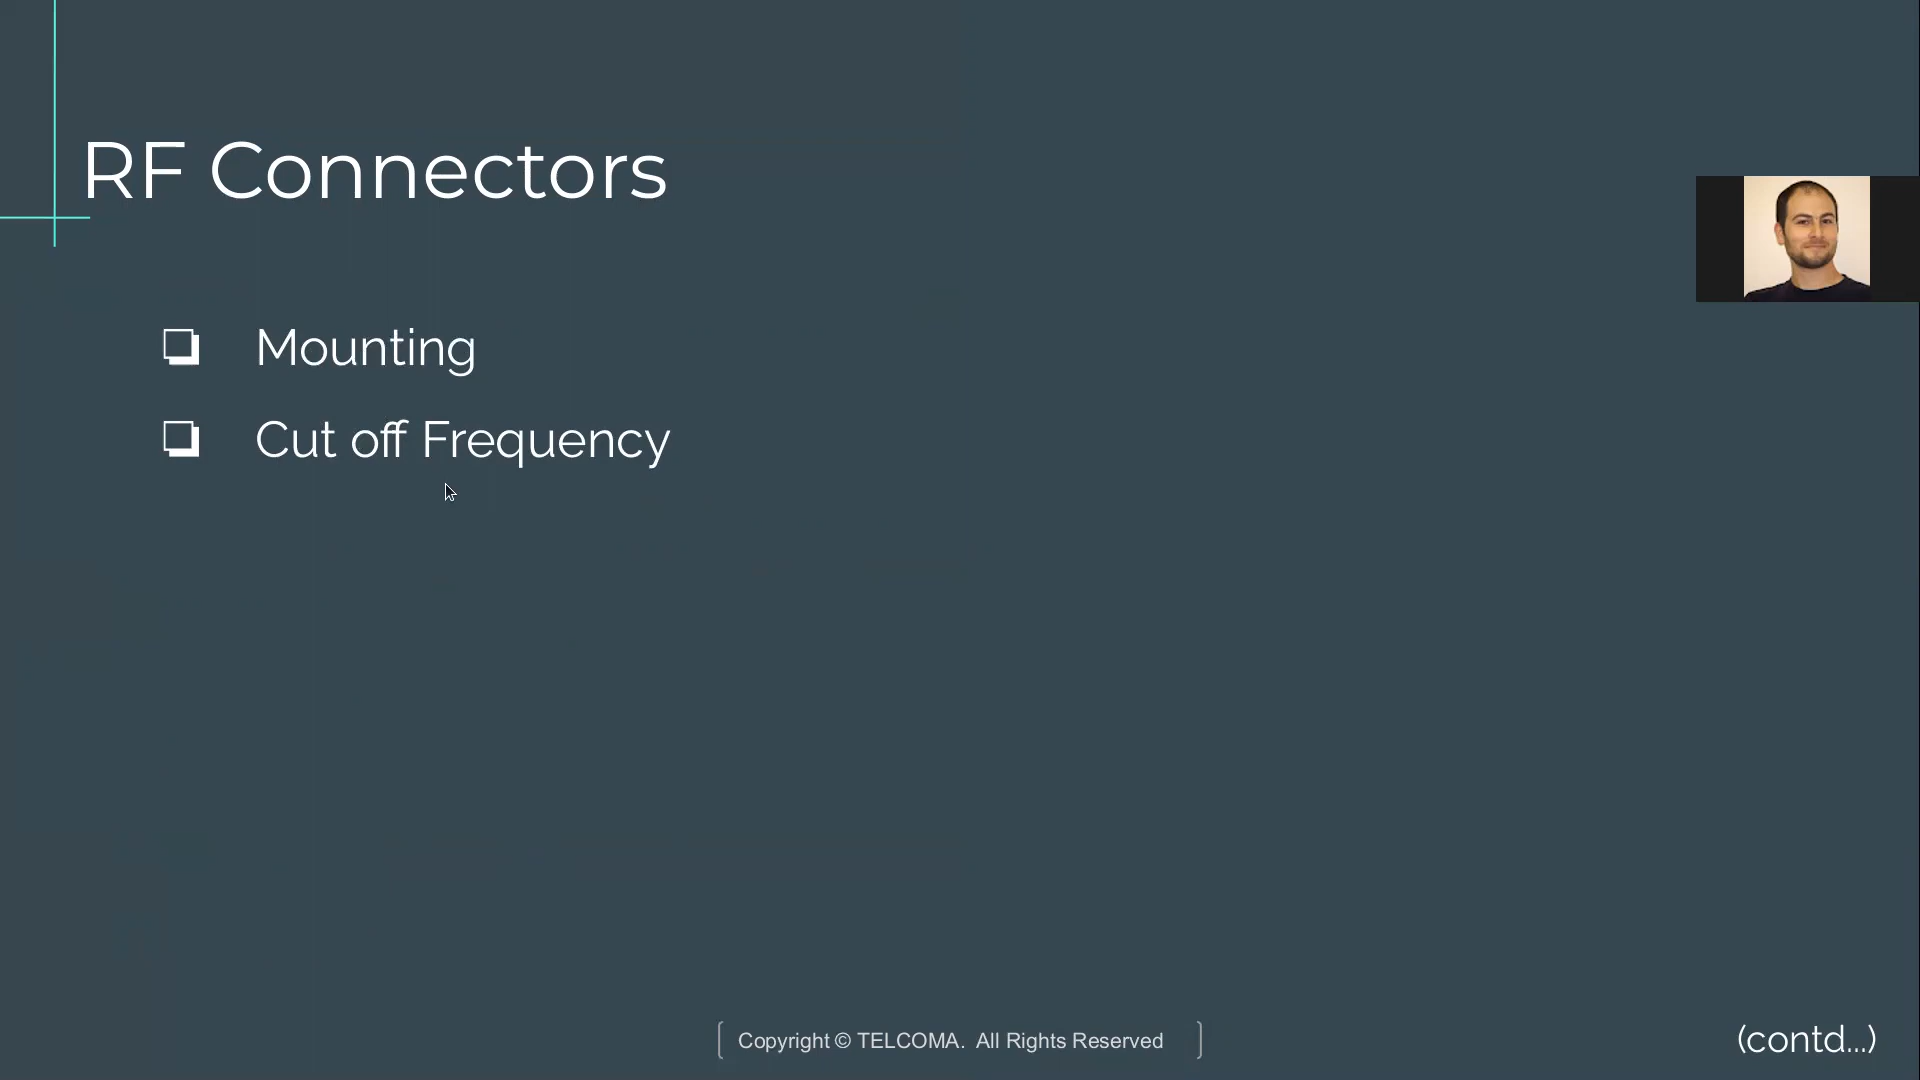 RF Connectors
Mounting
Cut off Frequency
Copyright © TELCOMA. All Rights Reserved
(contd...)